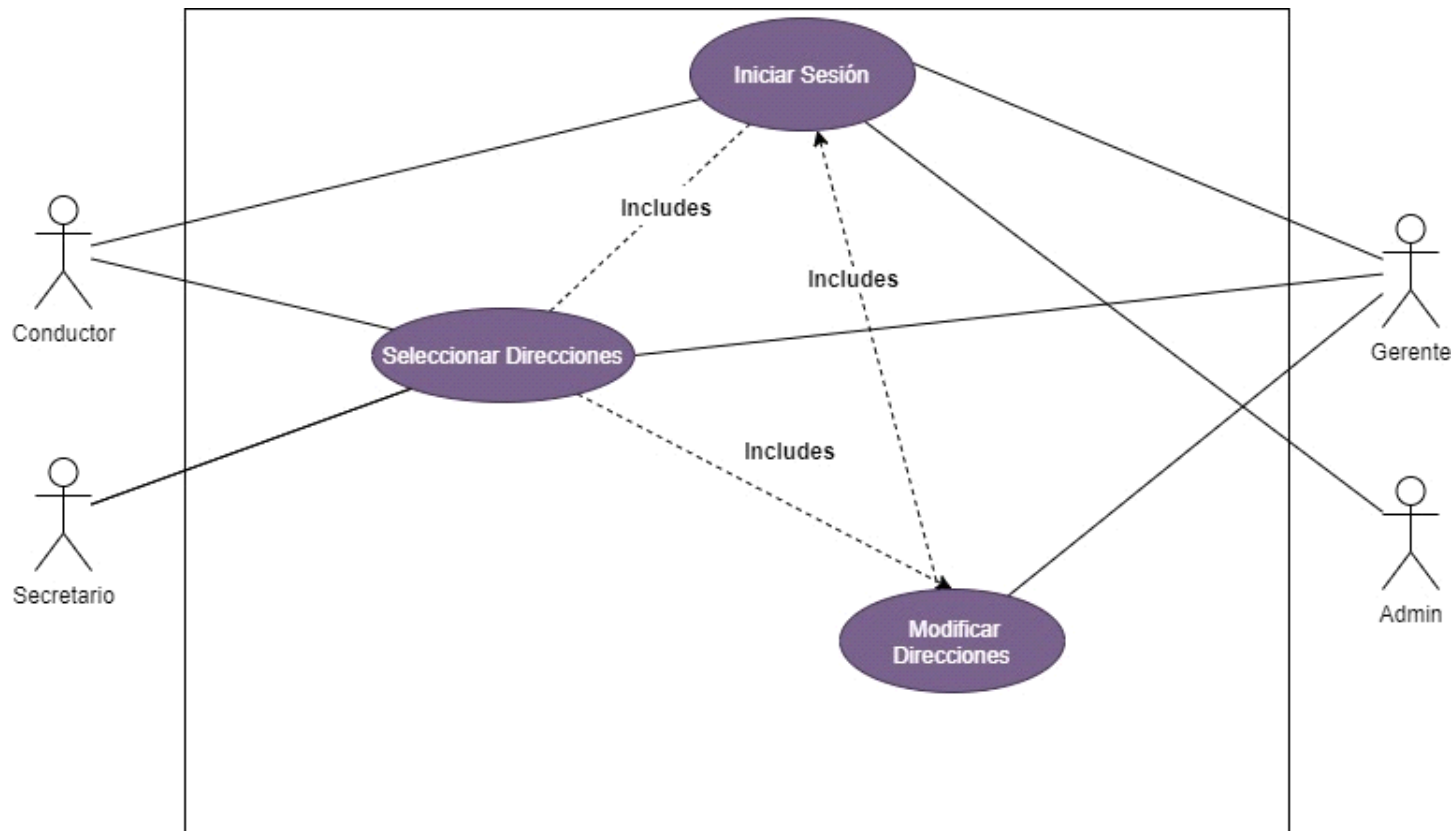 Iniciar Sesión
Includes
Includes
Conductor
Gerente
Seleccionar Direcciones
Includes
Secretario
Admin
Modificar
Direcciones